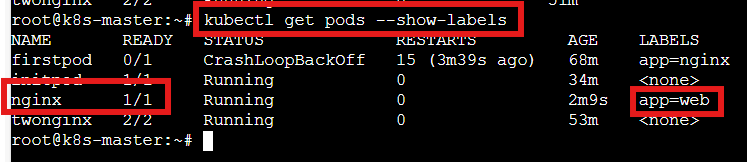 twonginx 2/2 51m
root@k8s-master:~# kubectl get pods --show-labels
NAME READY STATUS RESTARTS AGE LABELS
firstpod 0/1 CrashLoopBackOff 15 (3m39s ago) 68m app=nginx
initpod 1/1 Running 0 34m <none>
nginx 1/1 Running 0 2m9s app=web
twonginx 2/2 Running 0 53m <none>
root@k8s-master:~#